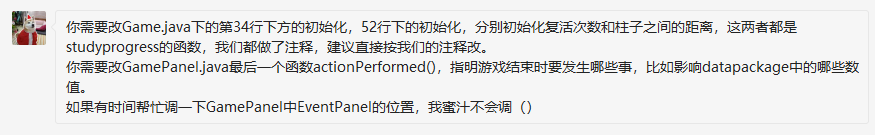 你需要改Game.java下的第34行下方的初始化，52行下的初始化，分别初始化复活次数和柱子之间的距离，这两者都是
studyprogress的函数，我们都做了注释，建议直接按我们的注释改。
你需要改GamePanel.java最后一个函数actionPerformed()，指明游戏结束时要发生哪些事，比如影响datapackage中的哪些数
值。
如果有时间帮忙调一下GamePanel中EventPanel的位置，我蜜汁不会调（）